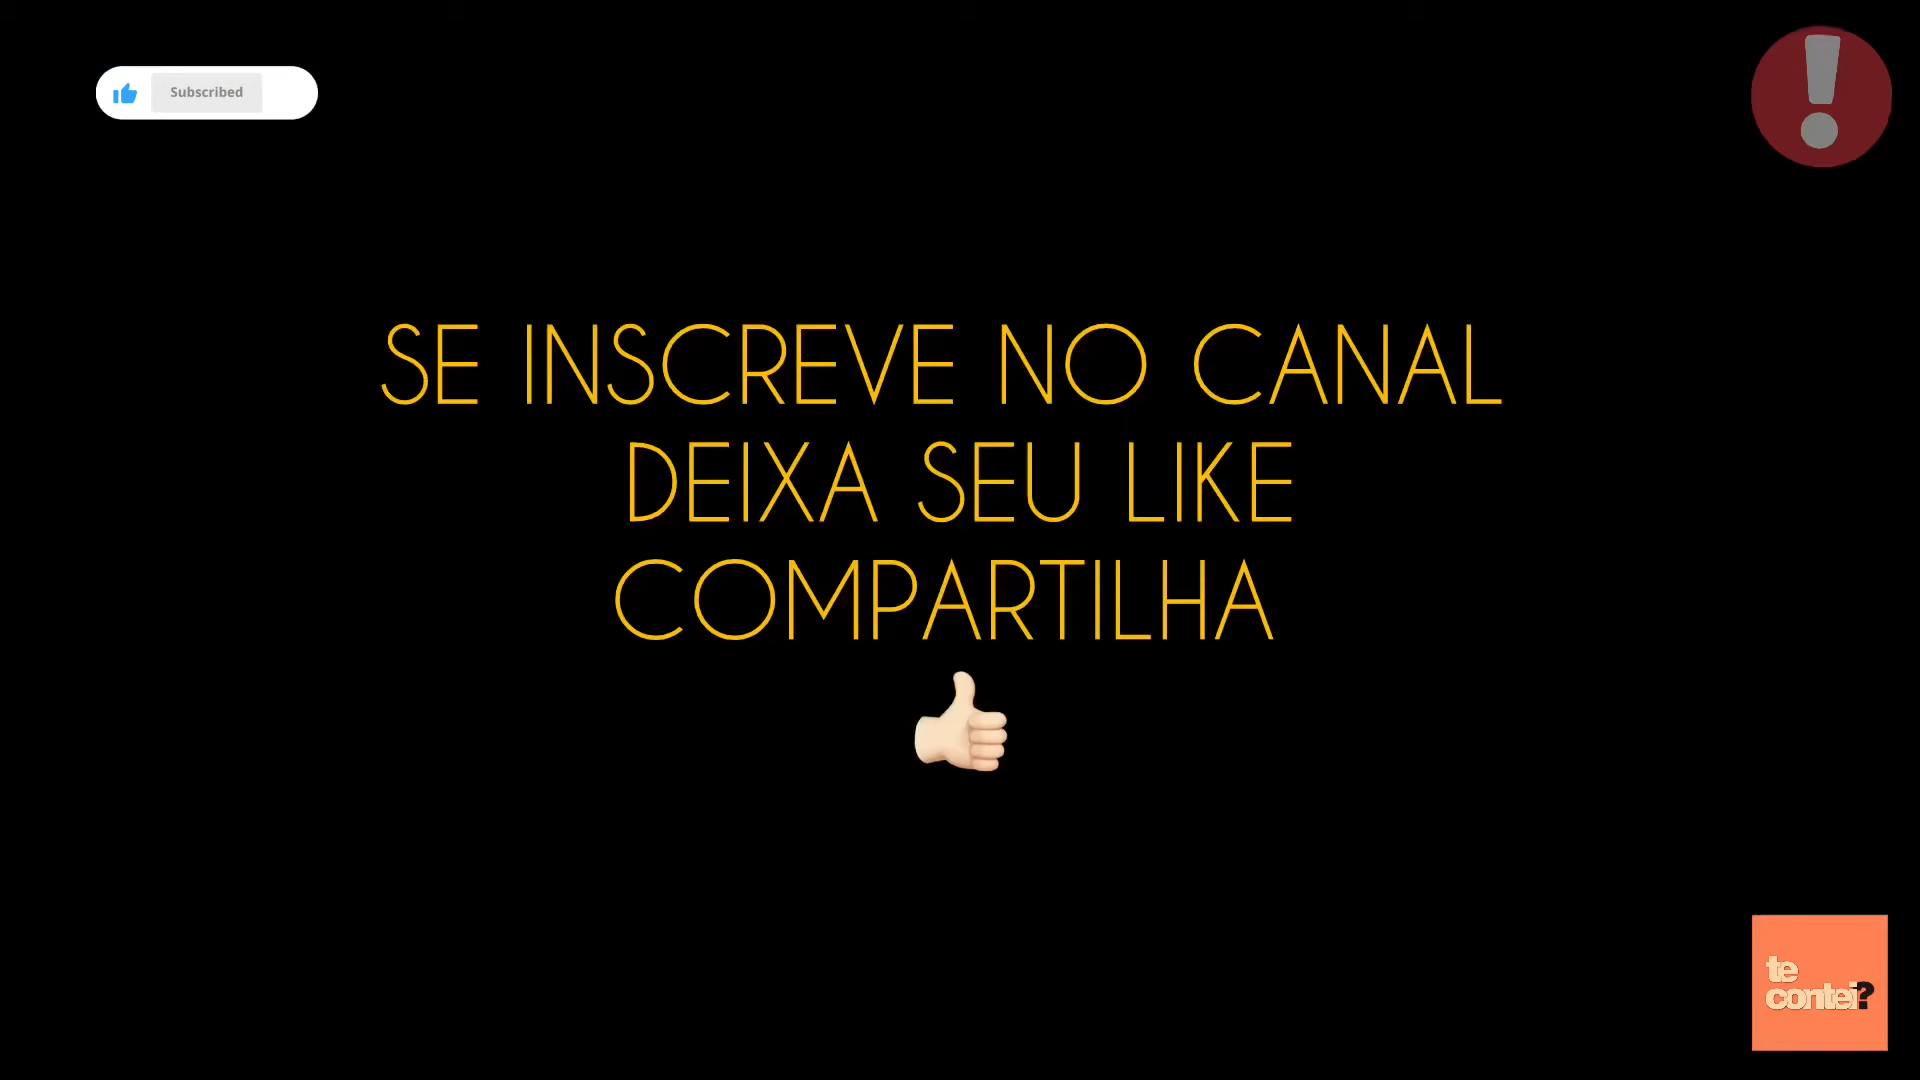 Subscribed
SE INSCREVE NO CANAL
DEIXA SEU LIKE
COMPARTILHA
te
contei?